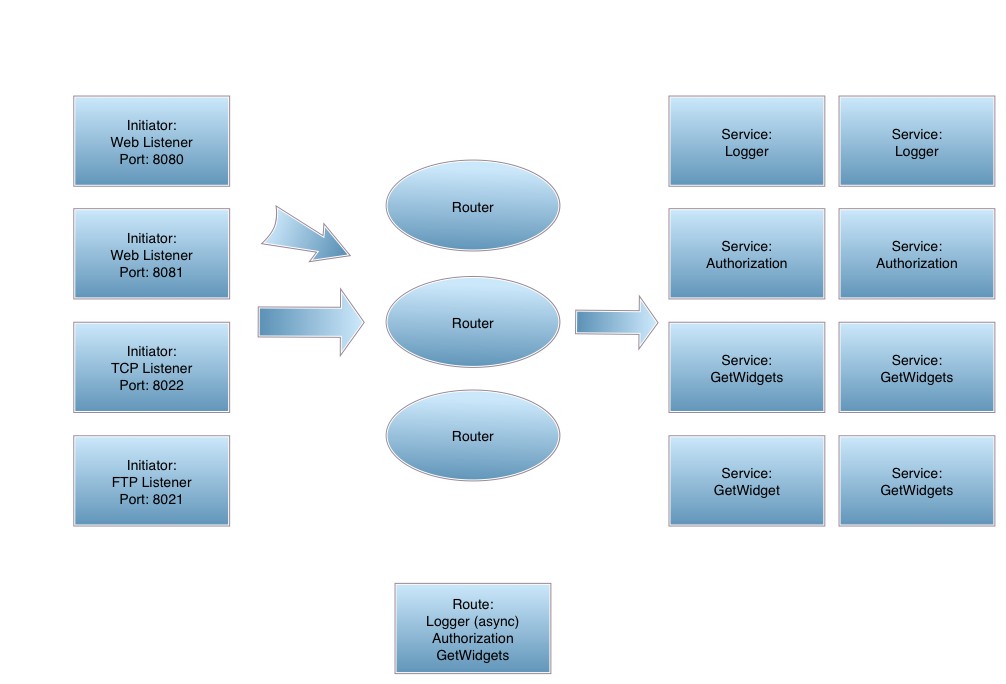 Initiator:
Web Listener
Port: 8080
Initiator:
Web Listener
Port: 8081
Initiator:
TCP Listener
Port: 8022
Initiator:
FTP Listener
Port: 8021
Router
Router
Router
Service:
Logger
Service:
Logger
Service:
Authorization
Service:
Authorization
Service:
GetWidgets
Service:
GetWidgets
Service:
GetWidget
Service:
GetWidgets
Route:
Logger (async)
Authorization
GetWidgets